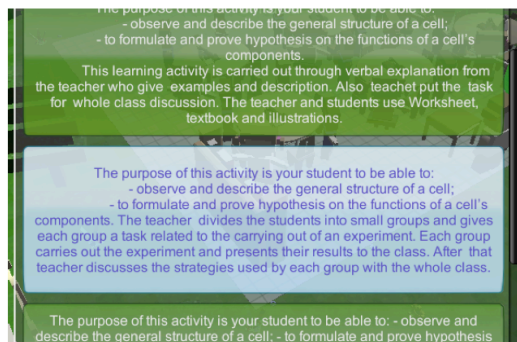 The purpose of this activity is your student to be able to:
- observe and describe the general structure of a cell;
- to formulate and prove hypothesis on the functions of a cell's
components.
This learning activity is carried out through verbal explanation from
the teacher who give examples and description. Also teachet put the task
for whole class discussion. The teacher and students use Worksheet,
textbook and illustrations.
The purpose of this activity is your student to be able to:
- observe and describe the general structure of a cell;
- to formulate and prove hypothesis on the functions of a cell's
components. The teacher divides the students into small groups and gives
each group a task related to the carrying out of an experiment. Each group
carries out the experiment and presents their results to the class. After that
teacher discusses the strategies used by each group with the whole class.
The purpose of this activity is your student to be able to: - observe and
describe the general structure of a cell; - to formulate and prove hypothesis